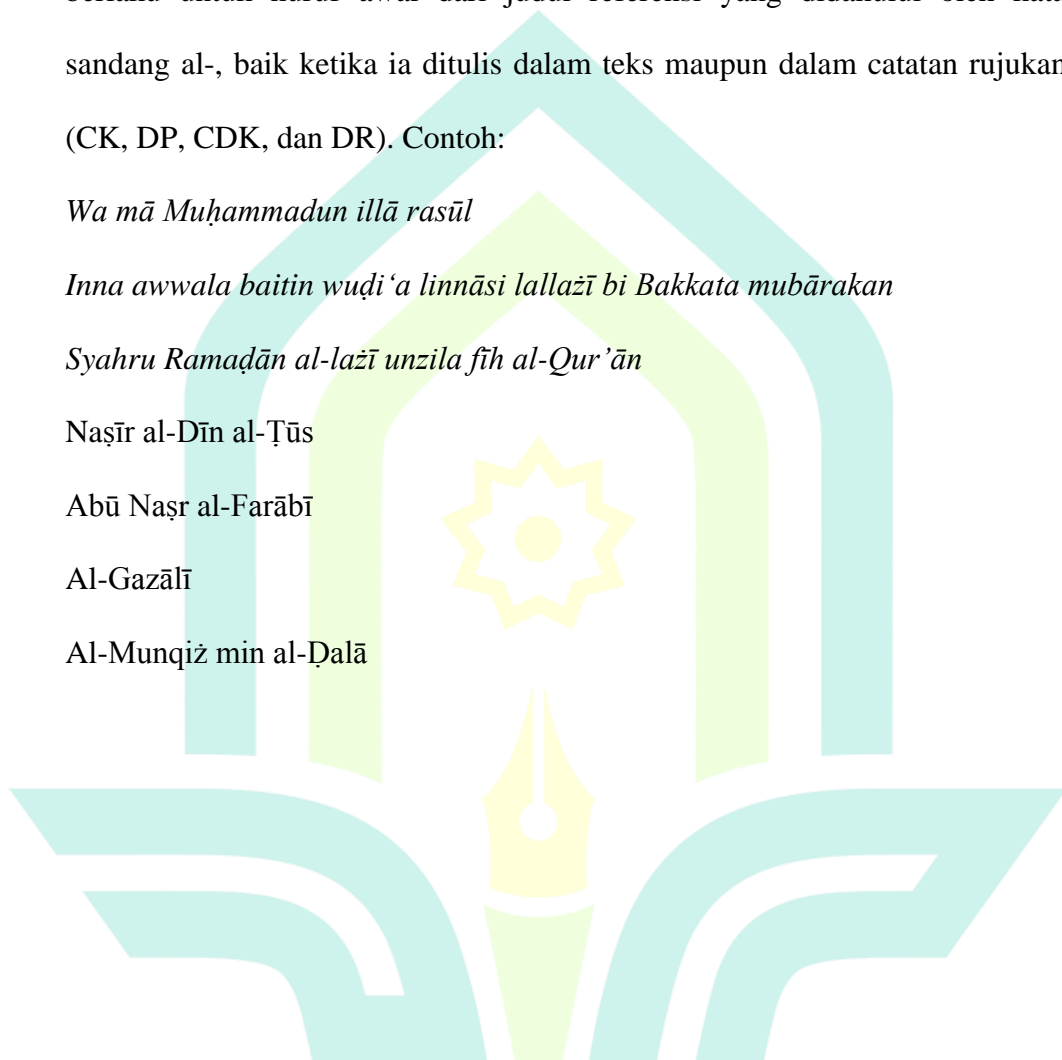 sandang al-, baik ketika ia ditulis dalam teks maupun dalam catatan rujukan
(CK, DP, CDK, dan DR). Contoh:
Wa mā Muḥammadun illā rasūl
Inna awwala baitin wuḍi‘a linnāsi lallażī bi Bakkata mubārakan
Syahru Ramaḍān al-lażī unzila fīh al-Qur’ān
Naṣīr al-Dīn al-Ṭūs
Abū Naṣr al-Farābī
Al-Gazālī
Al-Munqiż min al-Ḍalā